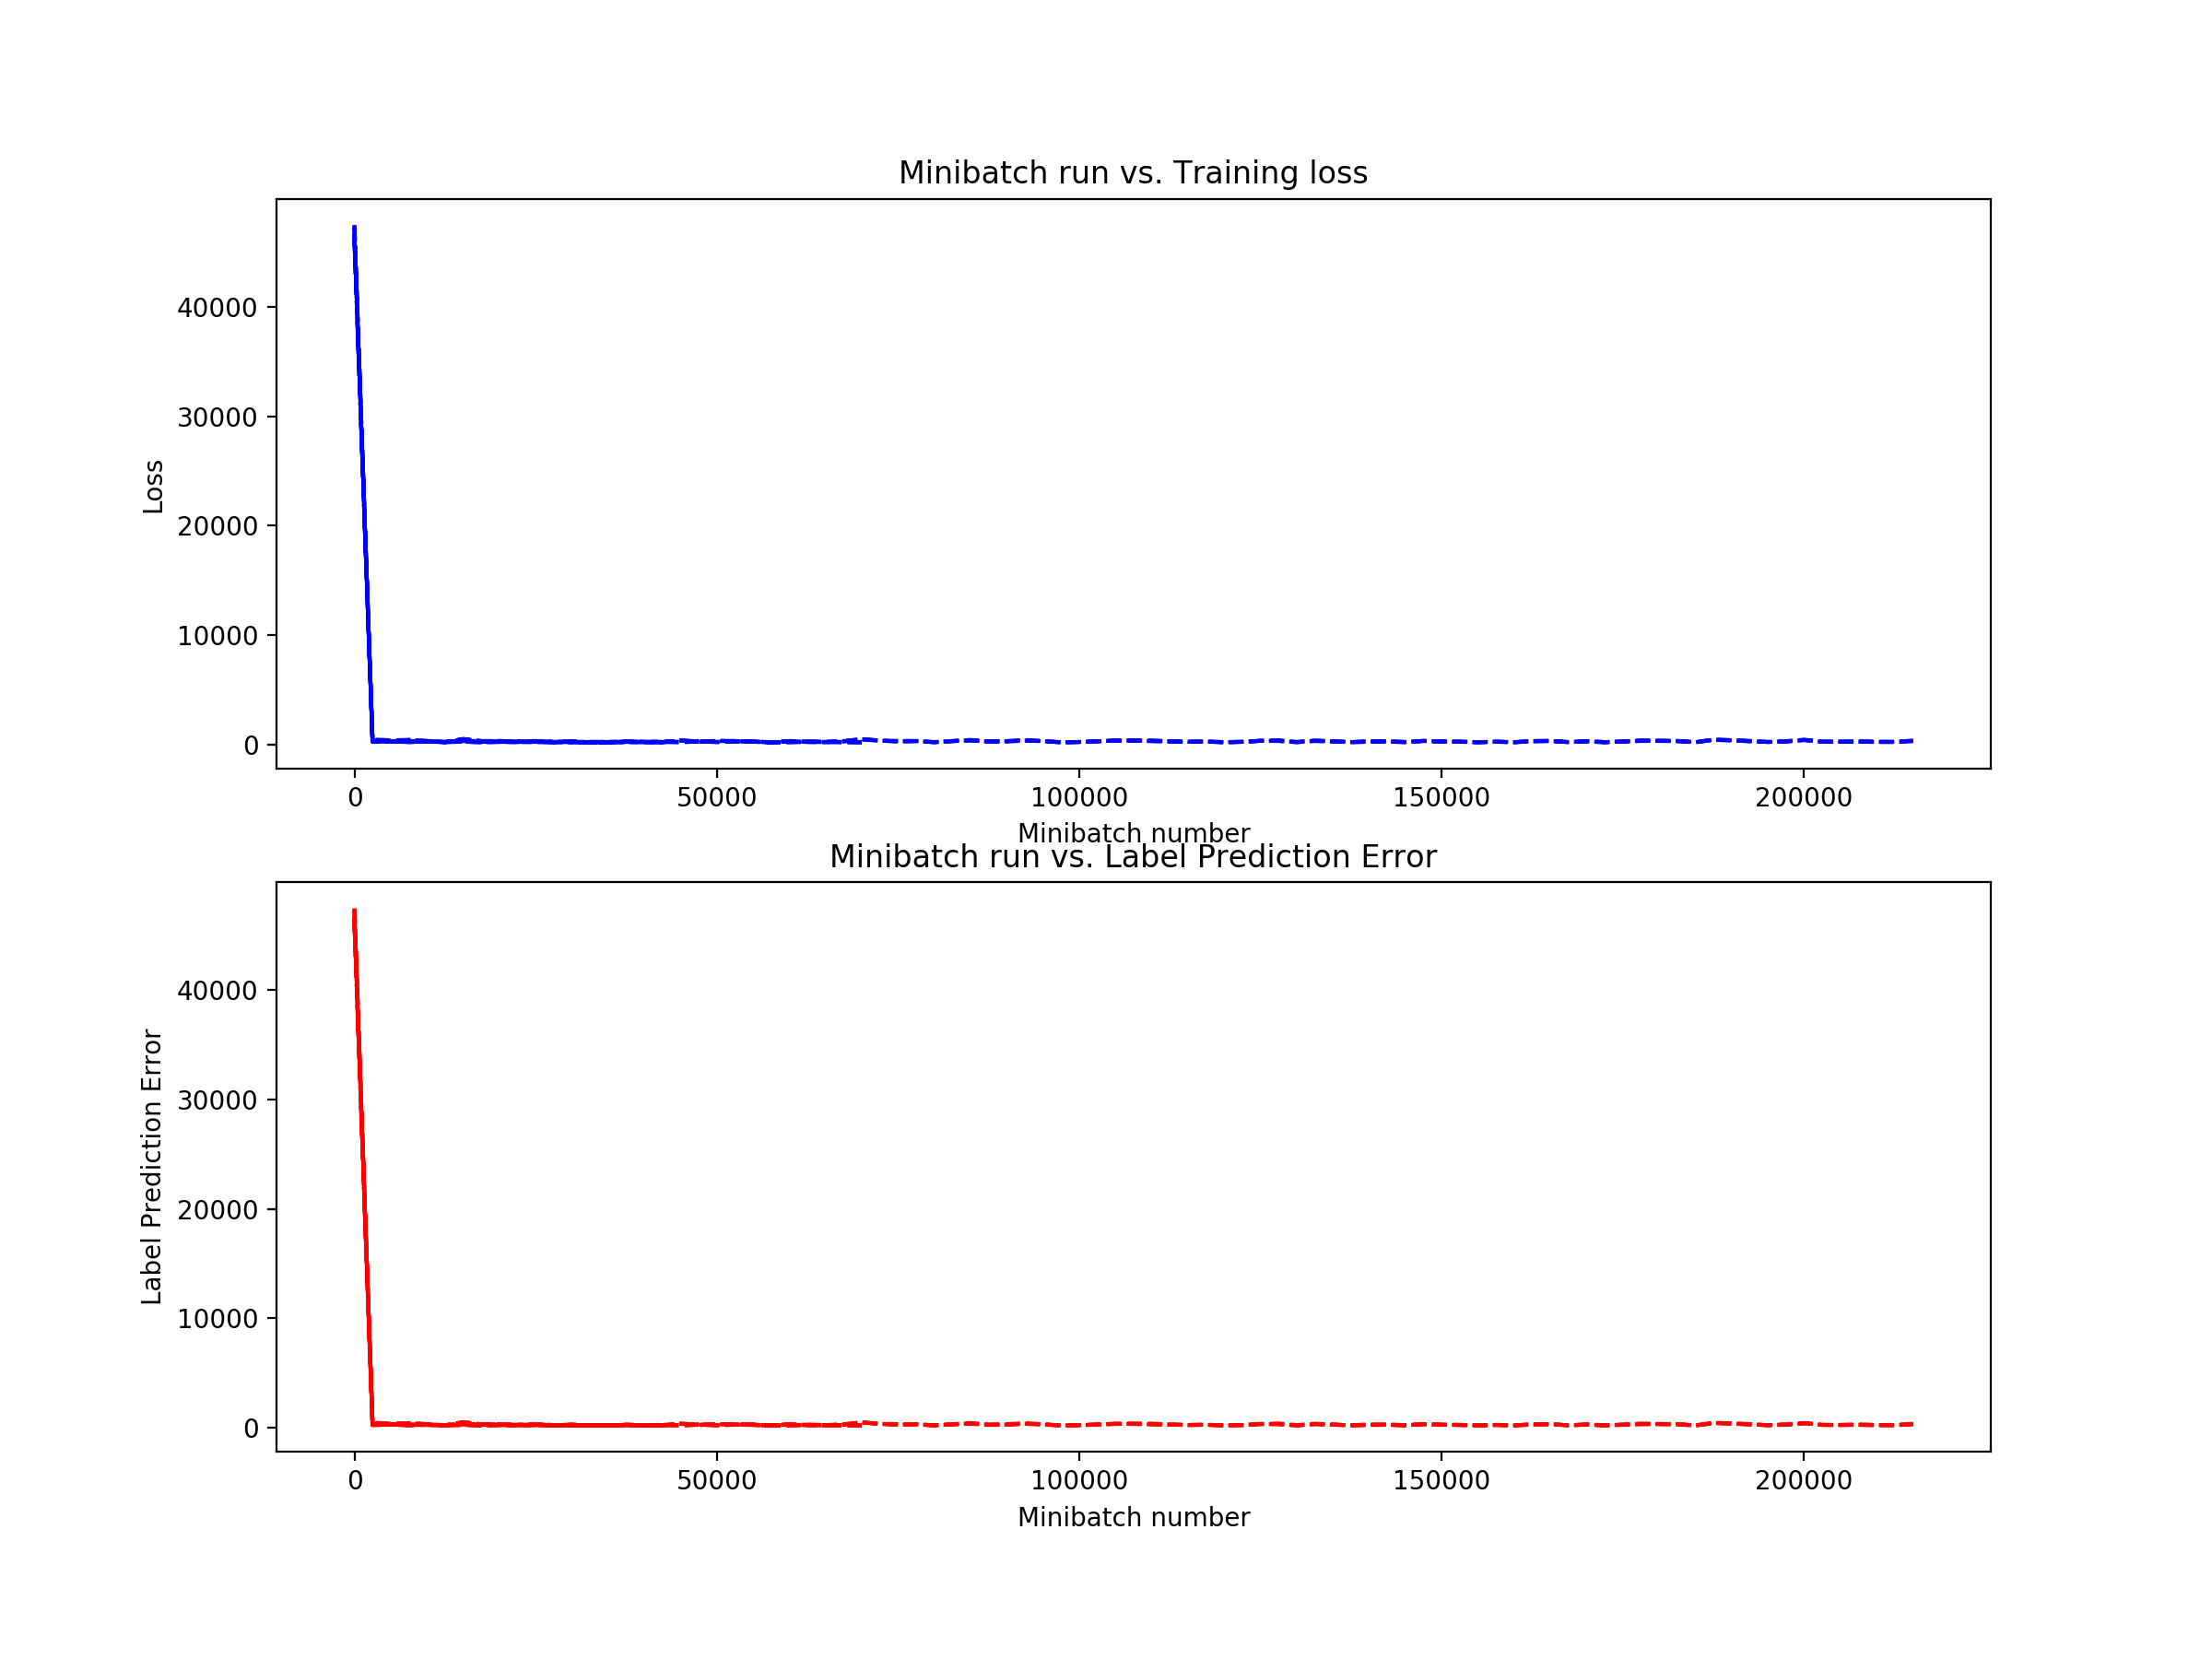 Minibatch run vs. Training loss
40000
30000
20000
10000
0
Loss
0 50000 100000 150000 200000
Minibatch number
Minibatch run vs. Label Prediction Error
40000
30000
20000
10000
0
Label Prediction Error
0 50000 100000 150000 200000
Minibatch number